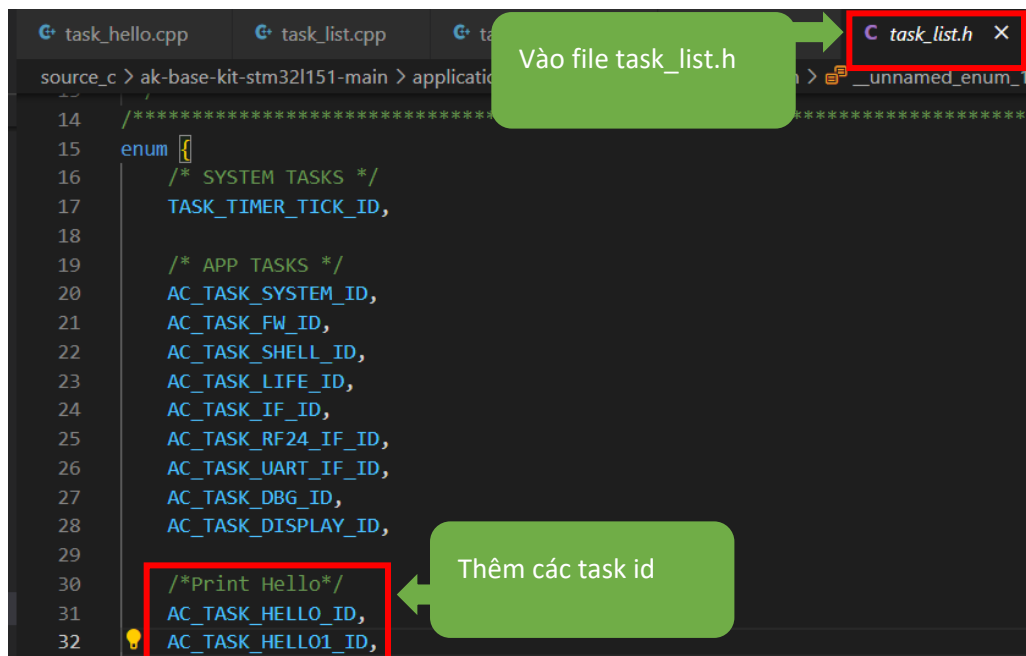 task_hello.cpp task_list.cpp ta task_list.h
source_c > ak-base-kit-stm32l151-main > applicatio > __unnamed_enum_1
Vào file task_list.h
14 /****************************************************************************
15 enum {
16 /* SYSTEM TASKS */
17 TASK_TIMER_TICK_ID,
18
19 /* APP TASKS */
20 AC_TASK_SYSTEM_ID,
21 AC_TASK_FW_ID,
22 AC_TASK_SHELL_ID,
23 AC_TASK_LIFE_ID,
24 AC_TASK_IF_ID,
25 AC_TASK_RF24_IF_ID,
26 AC_TASK_UART_IF_ID,
27 AC_TASK_DBG_ID,
28 AC_TASK_DISPLAY_ID,
29
Thêm các task id
30 /*Print Hello*/
31 AC_TASK_HELLO_ID,
32 AC_TASK_HELLO1_ID,